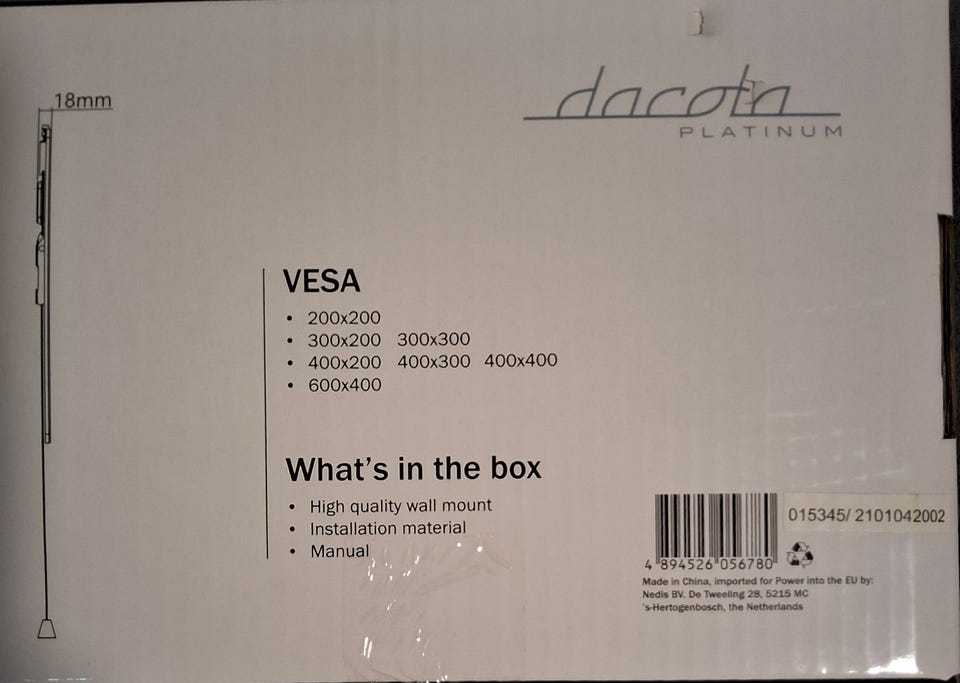 18mm
dacota
PLATINUM
VESA
• 200x200
• 300x200 300x300
• 400x200 400x300 400x400
• 600x400
What's in the box
• High quality wall mount
• Installation material
• Manual
015345/ 2101042002
4 894526 056780
Made in China, imported for Power into the EU by:
Nedis BV. De Tweeling 28, 5215 MC
's-Hertogenbosch, the Netherlands